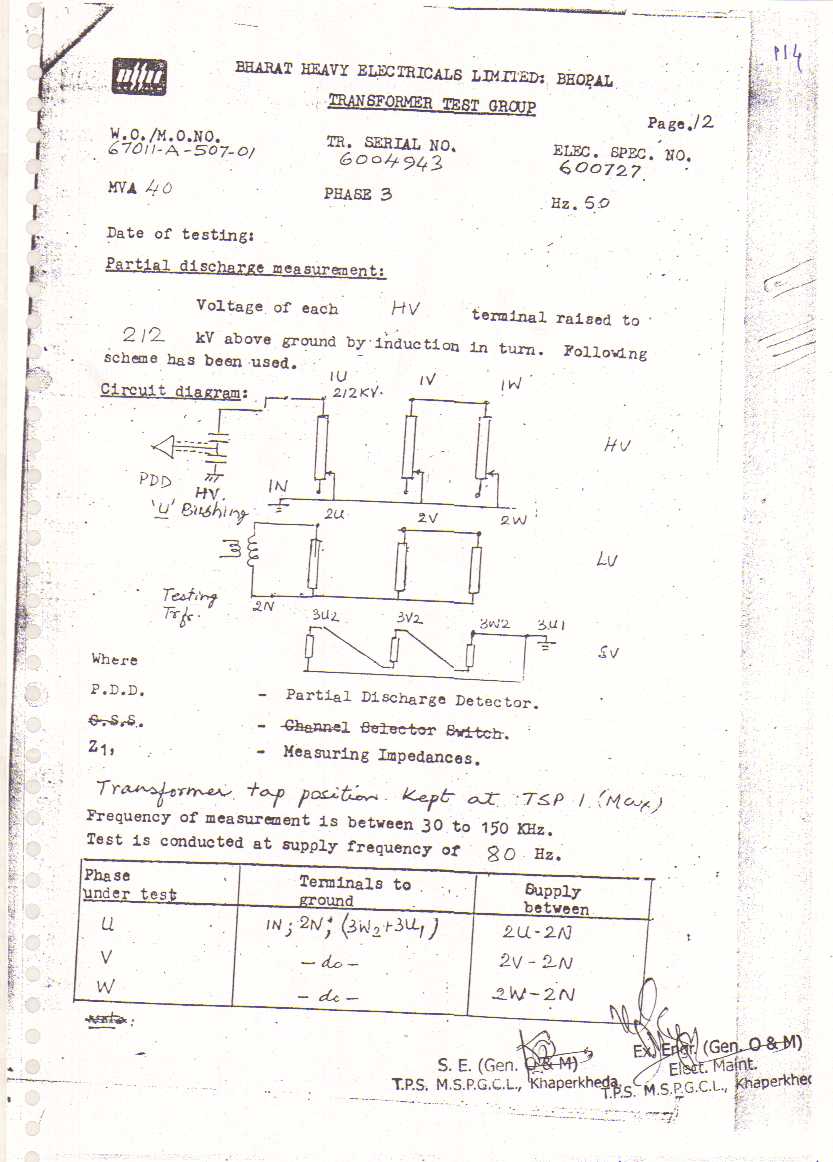 P14
BHARAT HEAVY ELECTRICALS LIMITED: BHOPAL
TRANSFORMER TEST GROUP
Page./2
W.O./M.O.NO. TR. SERIAL NO. ELEC. SPEC. NO.
67011-A-507-01 6004943 600727
MVA 40 PHASE 3 Hz. 50
Date of testing:
Partial discharge measurement:
Voltage of each HV terminal raised to
212 kV above ground by induction in turn. Following
scheme has been used.
Circuit diagram:
1U 1V 1W
212KV.
HV
PDD
HV.
'U' Bushing
1N
2U 2V 2W
LV
Testing
Trfr.
2N
3U2 3V2 3W2 3U1
SV
Where
P.D.D. - Partial Discharge Detector.
C.S.S. - Channel Selector Switch.
Z1, - Measuring Impedances.
Transformer tap position kept at TSP 1 (Max)
Frequency of measurement is between 30 to 150 KHz.
Test is conducted at supply frequency of 80 Hz.
Phase under test
Terminals to ground
Supply between
U 1N; 2N; (3W2+3U1) 2U-2N
V - do - 2V-2N
W - do - 2W-2N
Note:
S. E. (Gen. O & M)
T.P.S. M.S.P.G.C.L., Khaperkheda.
Ex. Engr. (Gen. O & M)
Elect. Maint.
T.P.S. M.S.P.G.C.L., Khaperkhed